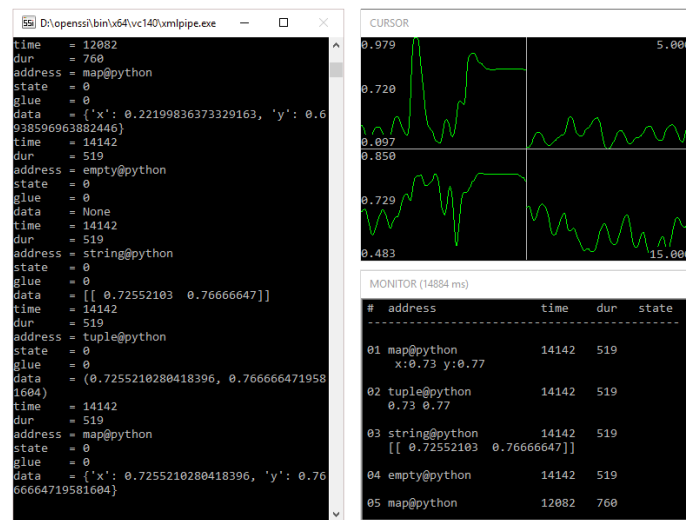 D:\openssi\bin\x64\vc140\xmlpipe.exe
time    = 12082
dur     = 760
address = map@python
state   = 0
glue    = 0
data    = {'x': 0.22199836373329163, 'y': 0.6
938596963882446}
time    = 14142
dur     = 519
address = empty@python
state   = 0
glue    = 0
data    = None
time    = 14142
dur     = 519
address = string@python
state   = 0
glue    = 0
data    = [[ 0.72552103  0.76666647]]
time    = 14142
dur     = 519
address = tuple@python
state   = 0
glue    = 0
data    = (0.7255210280418396, 0.766666471958
1604)
time    = 14142
dur     = 519
address = map@python
state   = 0
glue    = 0
data    = {'x': 0.7255210280418396, 'y': 0.76
66664719581604}
CURSOR
0.979
5.000
0.720
0.097
0.850
0.729
0.483
15.000
MONITOR (14884 ms)
#  address  time  dur  state
-----------------------------------------
01 map@python  14142  519
x:0.73 y:0.77
02 tuple@python  14142  519
0.73 0.77
03 string@python  14142  519
[[ 0.72552103  0.76666647]]
04 empty@python  14142  519
05 map@python  12082  760